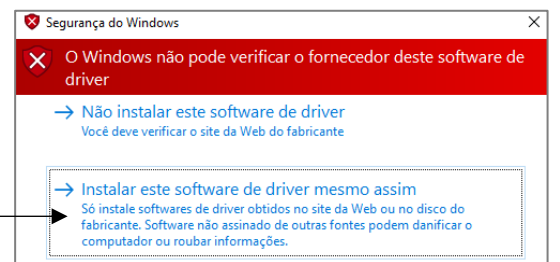 Segurança do Windows
O Windows não pode verificar o fornecedor deste software de
driver
Não instalar este software de driver
Você deve verificar o site da Web do fabricante
Instalar este software de driver mesmo assim
Só instale softwares de driver obtidos no site da Web ou no disco do
fabricante. Software não assinado de outras fontes podem danificar o
computador ou roubar informações.